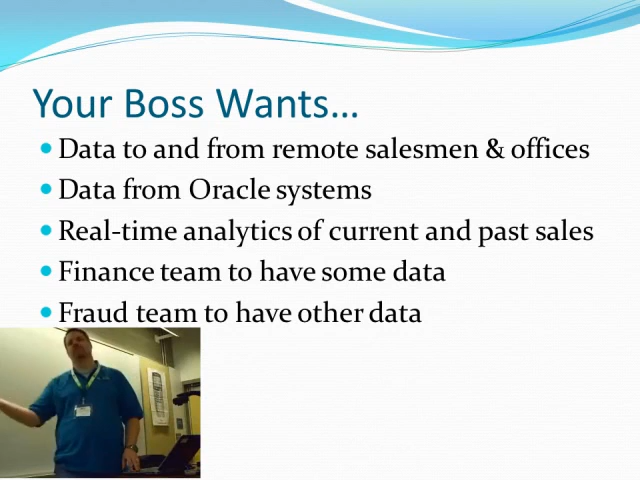 Your Boss Wants…
Data to and from remote salesmen & offices
Data from Oracle systems
Real-time analytics of current and past sales
Finance team to have some data
Fraud team to have other data